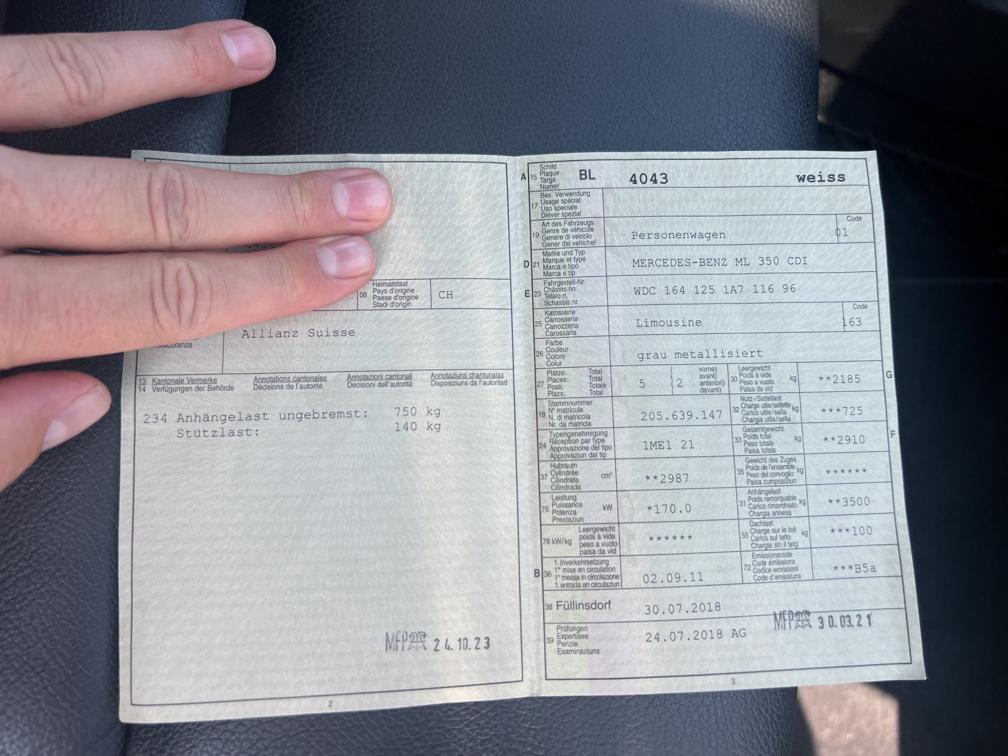 Heimatstaat
Pays d'origine
Paese d'origine
Stadi d'origin
08
CH
Allianz Suisse
13 Kantonale Vermerke Annotations cantonales Annotazioni cantonali Annotaziuns chantunalas
14 Verfügungen der Behörde Décisions de l'autorité Decisioni dell'autorità Disposiziuns da l'autoritad
234 Anhängelast ungebremst: 750 kg
Stützlast: 140 kg
MFP 24.10.23
2
A 15 Schild
Plaque
Targa
Numer
BL 4043 weiss
17 Bes. Verwendung
Usage spécial
Uso speciale
Diever spezial
19 Art des Fahrzeugs
Genre de véhicule
Genere di veicolo
Gener dal vehichel
Personenwagen
Code
01
D 21 Marke und Typ
Marque et type
Marca e tipo
Marca e tip
MERCEDES-BENZ ML 350 CDI
E 23 Fahrgestell-Nr.
Châssis no
Telaio n.
Schassis nr.
WDC 164 125 1A7 116 96
25 Karosserie
Carrosserie
Carrozzeria
Carossaria
Limousine
Code
163
26 Farbe
Couleur
Colore
Colur
grau metallisiert
27 Plätze: Total
Places: Total
Posti: Totale
Plazs: Total
5 2
vorne)
avant)
anteriori)
davant)
30 Leergewicht
Poids à vide
Peso a vuoto
Paisa da vid
kg
**2185
G
18 Stammnummer
N° matricule
N. di matricola
Nr. da matricla
205.639.147
32 Nutz-/Sattellast
Charge utile/sellette
Carico utile/sella
Chargia utila/sella
kg
***725
24 Typengenehmigung
Réception par type
Approvazione del tipo
Approvaziun dal tip
1ME1 21
33 Gesamtgewicht
Poids total
Peso totale
Paisa totala
kg
**2910
F
37 Hubraum
Cylindrée
Cilindrata
Cilindrada
cm³
**2987
35 Gewicht des Zuges
Poids de l'ensemble
Peso del convoglio
Paisa cumposiziun
kg
******
76 Leistung
Puissance
Potenza
Prestaziun
kW
*170.0
31 Anhängelast
Poids remorquable
Carico rimorchiato
Chargia annexa
kg
**3500
78 kW/kg
Leergewicht
poids à vide
peso a vuoto
paisa da vid
******
55 Dachlast
Charge sur le toit
Carico sul tetto
Chargia sin il tetg
kg
***100
B 36 1. Inverkehrsetzung
1re mise en circulation
1a messa in circolazione
1. entrada en circulaziun
02.09.11
72 Emissionscode
Code émissions
Codice emissioni
Code d'emissiuns
***B5a
38 Füllinsdorf 30.07.2018
39 Prüfungen
Expertises
Perizie
Examinaziuns
24.07.2018 AG
MFP 30.03.21
3